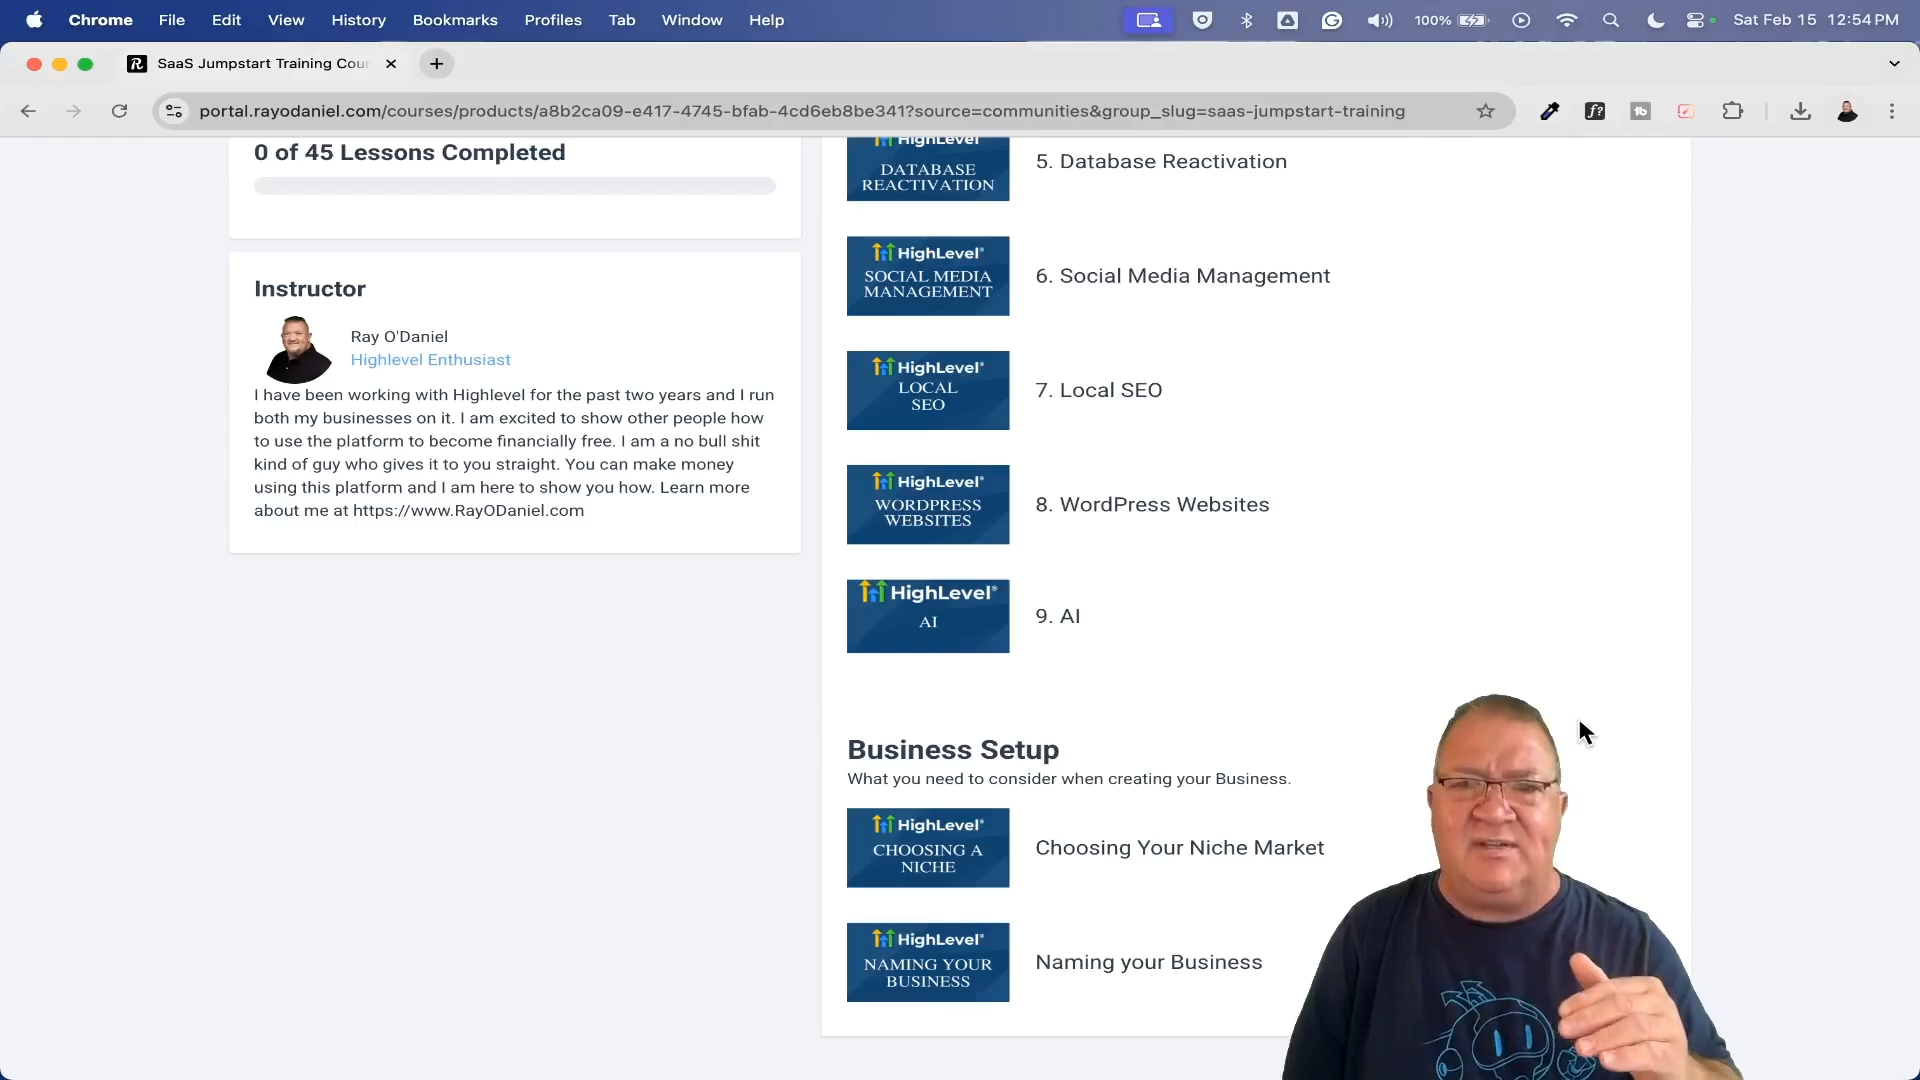 Chrome File Edit View History Bookmarks Profiles Tab Window Help 100% Sat Feb 15 12:54 PM
SaaS Jumpstart Training Cour
portal.rayodaniel.com/courses/products/a8b2ca09-e417-4745-bfab-4cd6eb8be341?source=communities&group_slug=saas-jumpstart-training
f?
tb
0 of 45 Lessons Completed
Instructor
Ray O'Daniel
Highlevel Enthusiast
I have been working with Highlevel for the past two years and I run
both my businesses on it. I am excited to show other people how
to use the platform to become financially free. I am a no bull shit
kind of guy who gives it to you straight. You can make money
using this platform and I am here to show you how. Learn more
about me at https://www.RayODaniel.com
HighLevel
DATABASE
REACTIVATION
5. Database Reactivation
HighLevel
SOCIAL MEDIA
MANAGEMENT
6. Social Media Management
HighLevel
LOCAL
SEO
7. Local SEO
HighLevel
WORDPRESS
WEBSITES
8. WordPress Websites
HighLevel
AI
9. AI
Business Setup
What you need to consider when creating your Business.
HighLevel
CHOOSING A
NICHE
Choosing Your Niche Market
HighLevel
NAMING YOUR
BUSINESS
Naming your Business